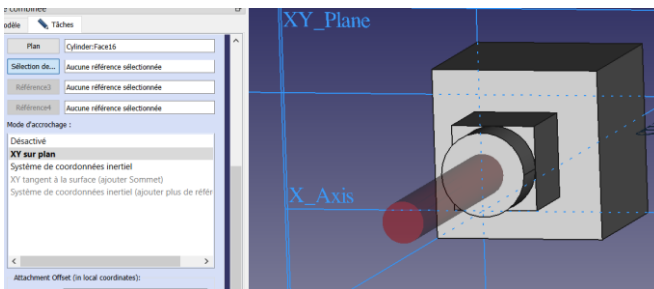 e combinée
odèle
Tâches
Plan
Cylinder:Face16
Sélection de...
Aucune référence sélectionnée
Référence3
Aucune référence sélectionnée
Référence4
Aucune référence sélectionnée
Mode d'accrochage :
Désactivé
XY sur plan
Système de coordonnées inertiel
XY tangent à la surface (ajouter Sommet)
Système de coordonnées inertiel (ajouter plus de référ
Attachment Offset (in local coordinates):
XY_Plane
X_Axis